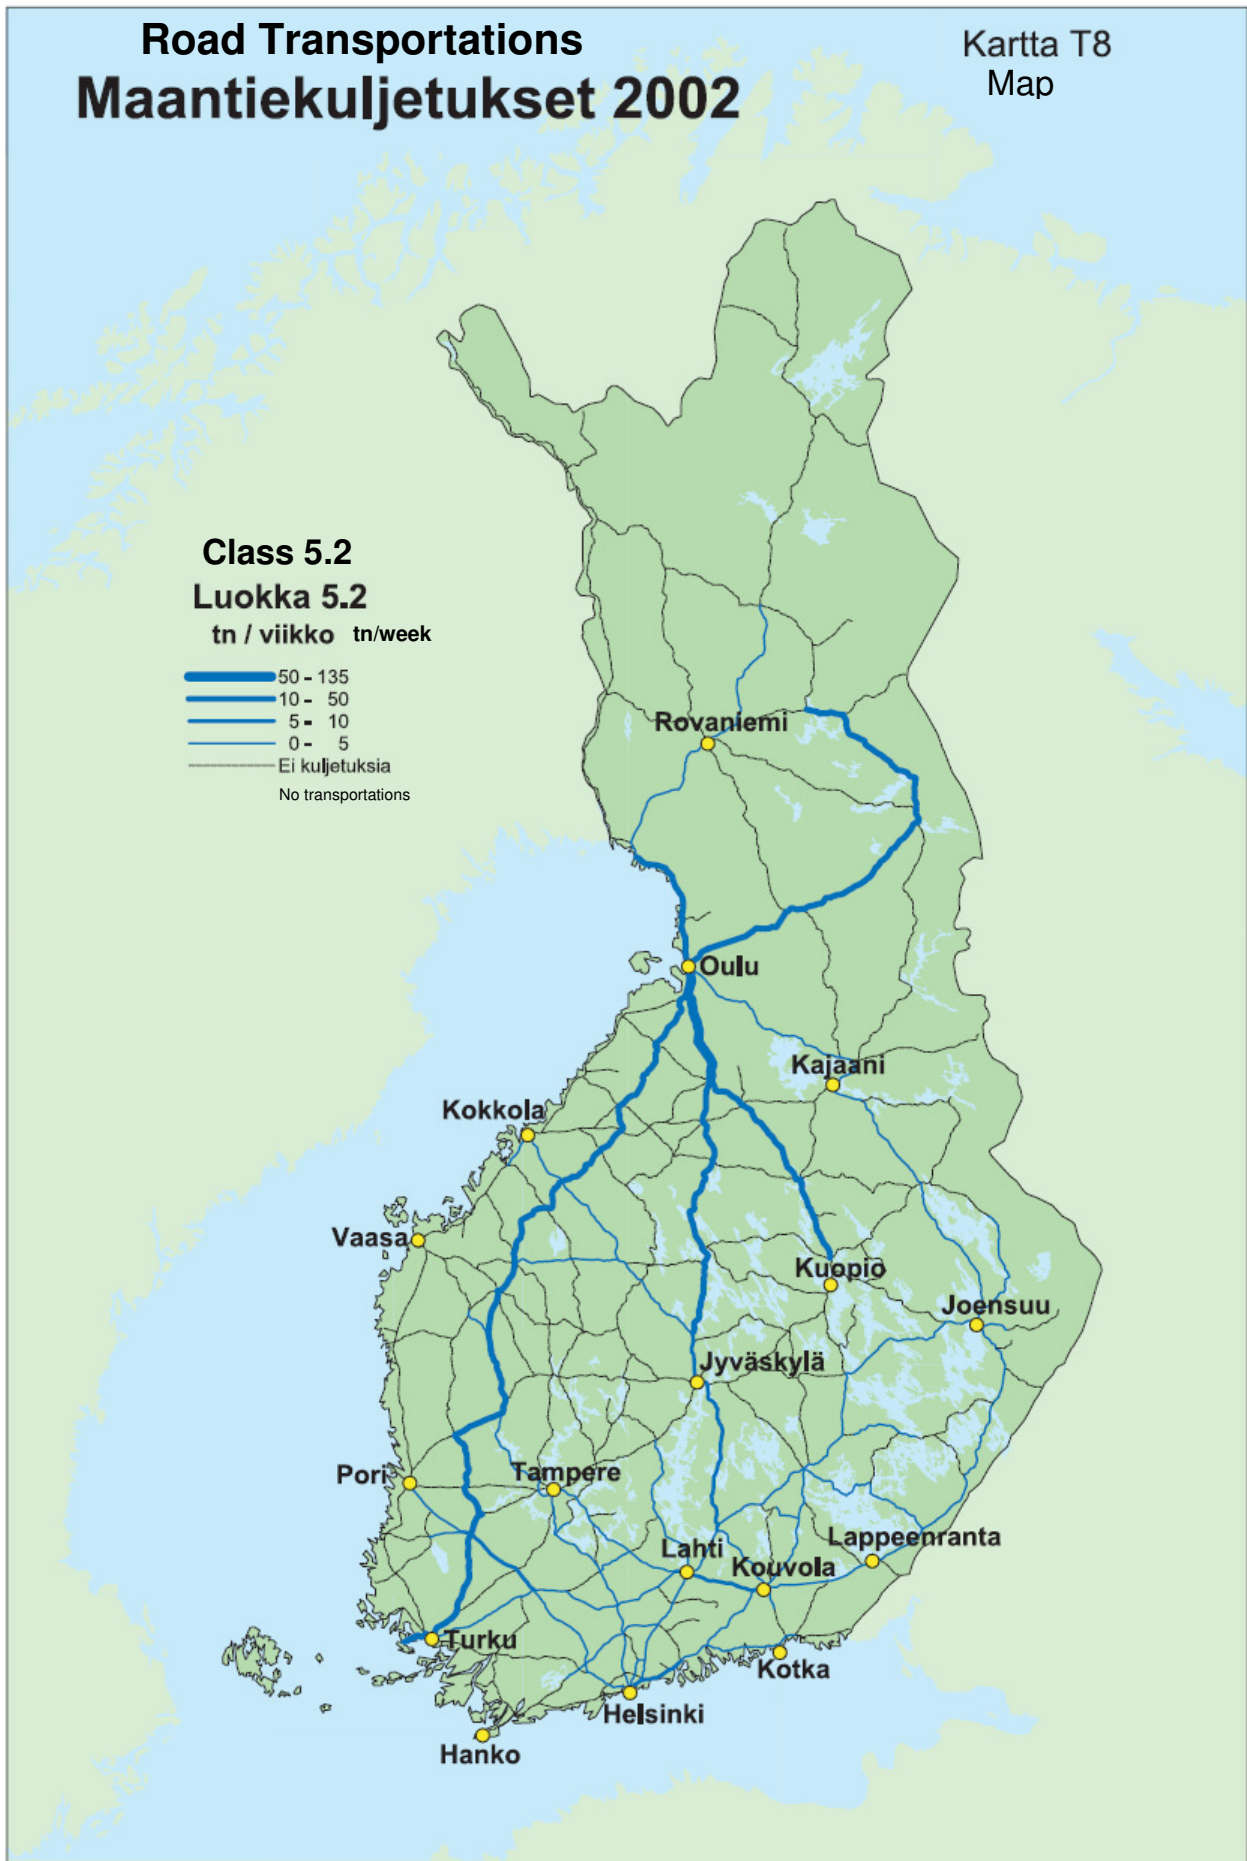 Road Transportations
Maantiekuljetukset 2002
Kartta T8
Map
Class 5.2
Luokka 5.2
tn / viikko tn/week
50 - 135
10 - 50
5 - 10
0 - 5
Ei kuljetuksia
No transportations
Rovaniemi
Oulu
Kajaani
Kokkola
Vaasa
Kuopio
Joensuu
Jyväskylä
Pori
Tampere
Lappeenranta
Lahti
Kouvola
Turku
Kotka
Helsinki
Hanko